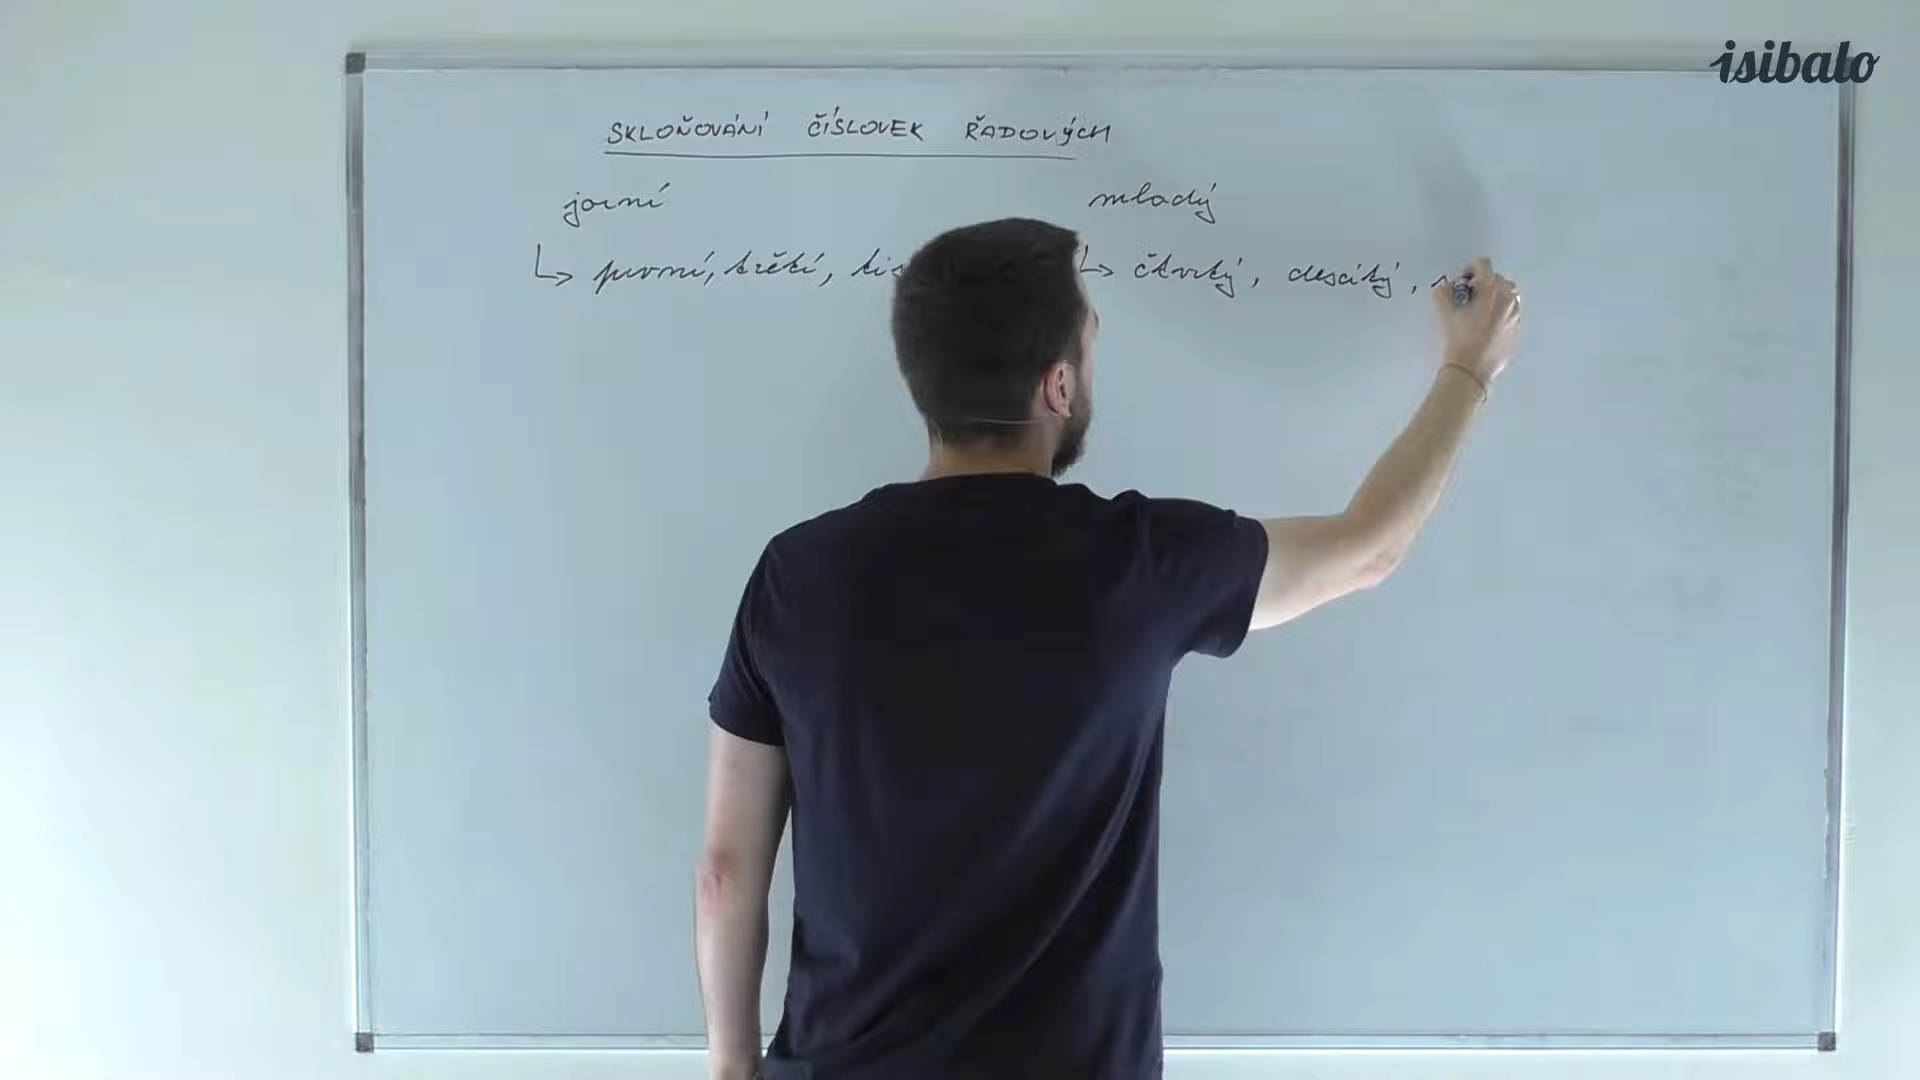 isibalo
SKLOŇOVÁNÍ ČÍSLOVEK ŘADOVÝCH
jarní mladý
první, třetí, čtvrtý, desátý,